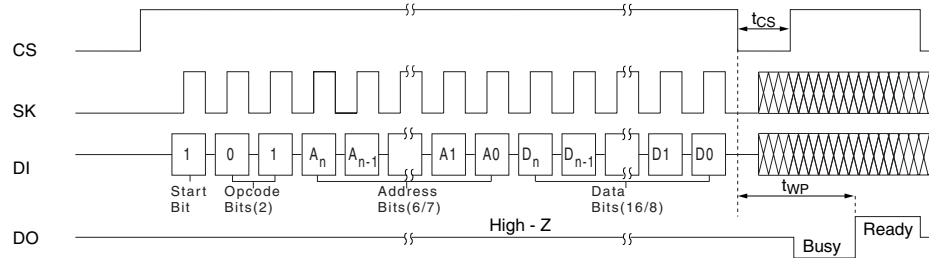 CS
tCS
SK
DI
1 0 1 An An-1 A1 A0 Dn Dn-1 D1 D0
Start Bit
Opcode Bits(2)
Address Bits(6/7)
Data Bits(16/8)
tWP
DO
High - Z
Busy
Ready